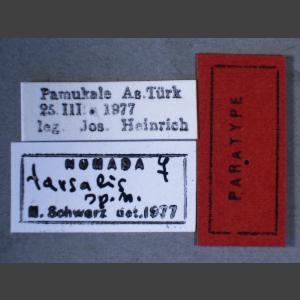 Pamukale As.Türk
25.III. 1977
leg. Jos. Heinrich
NOMADA ♀
tarsalis
sp.n.
M. Schwarz det.1977
PARATYPE